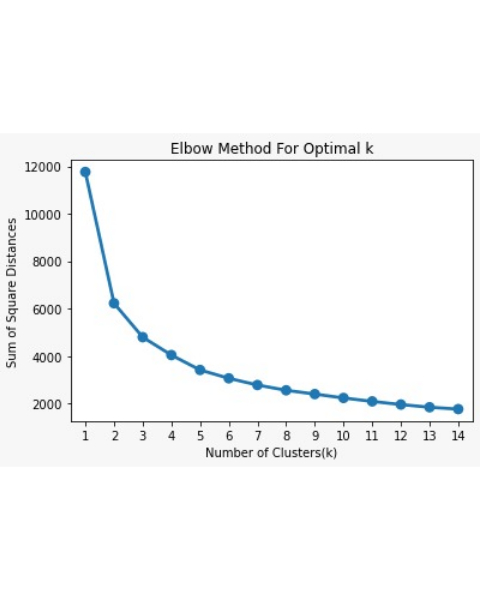 Elbow Method For Optimal k
12000
10000
8000
6000
4000
2000
Sum of Square Distances
1 2 3 4 5 6 7 8 9 10 11 12 13 14
Number of Clusters(k)